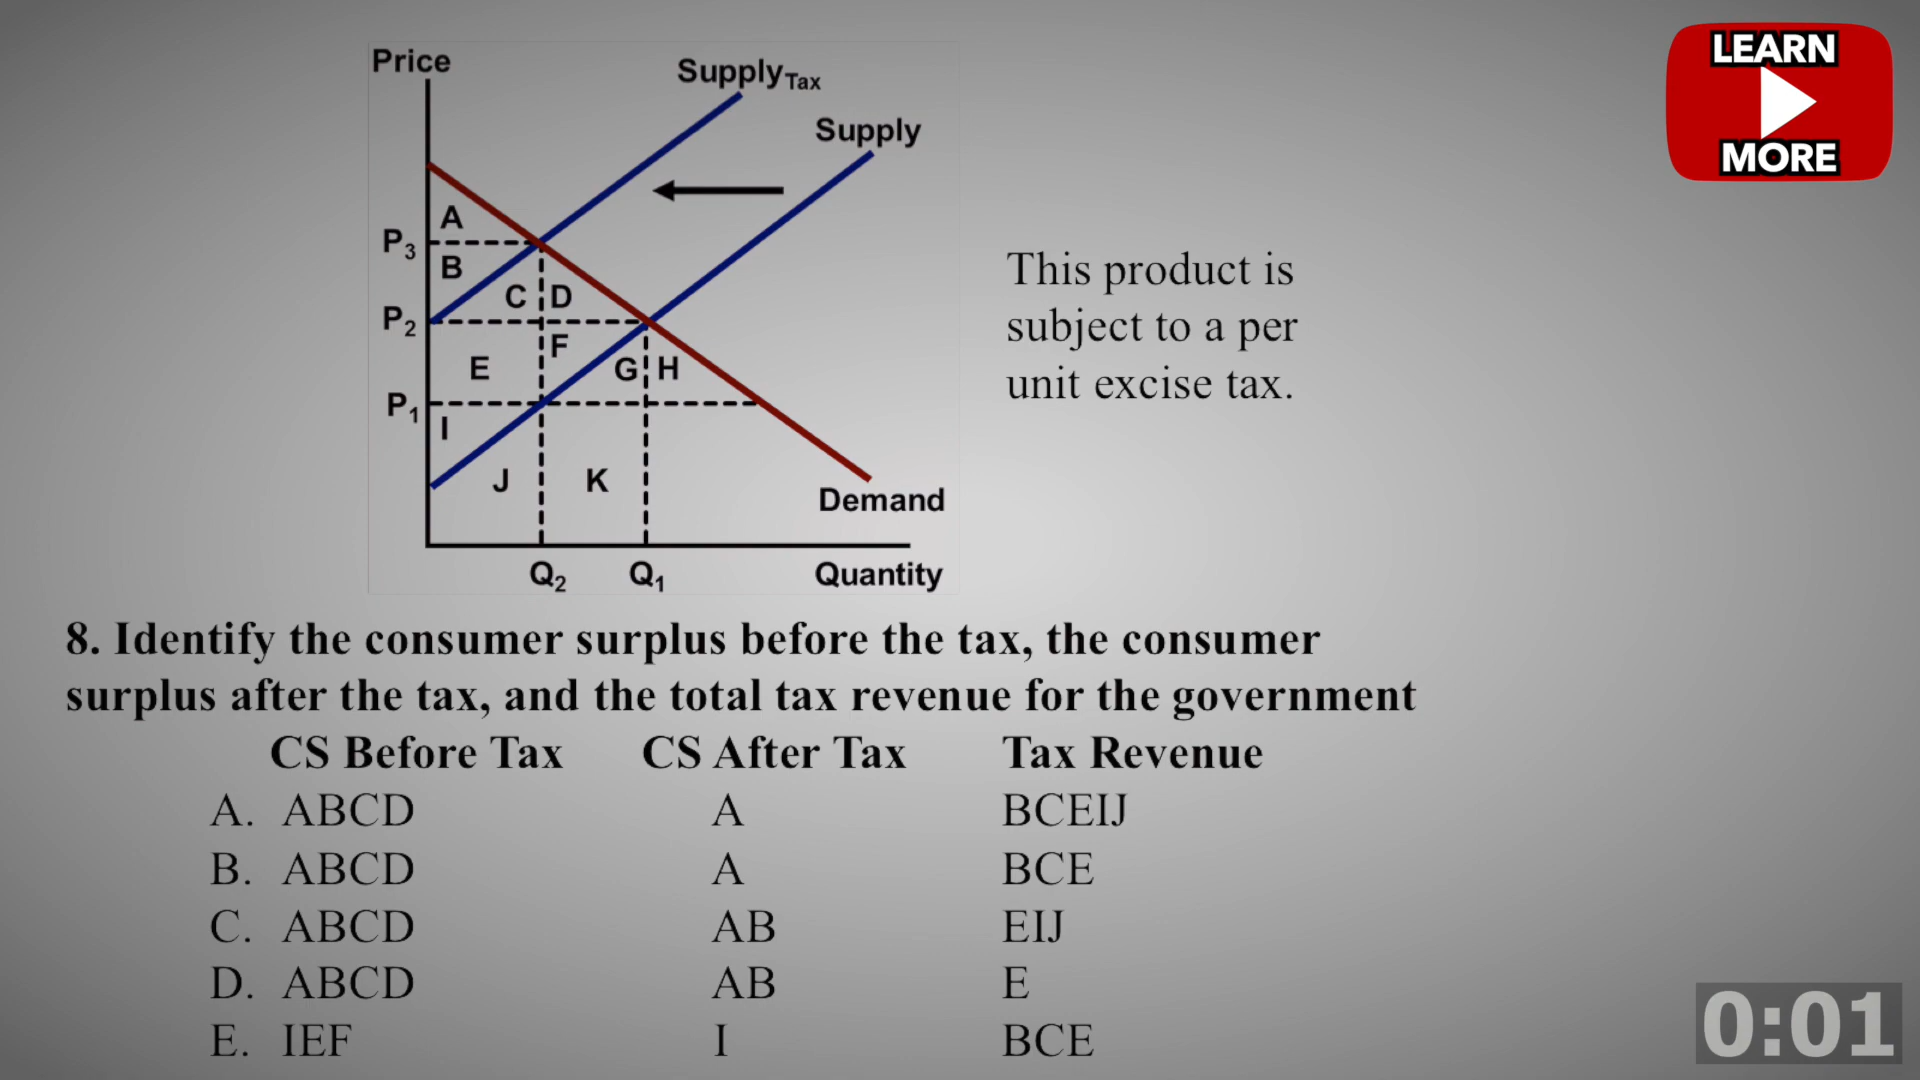 LEARN
MORE
Price
Supply Tax
Supply
A
P3
B
C D
P2
F
E
G H
P1
I
J K
Demand
Q2 Q1 Quantity
This product is
subject to a per
unit excise tax.
8. Identify the consumer surplus before the tax, the consumer
surplus after the tax, and the total tax revenue for the government
CS Before Tax CS After Tax Tax Revenue
A. ABCD A BCEIJ
B. ABCD A BCE
C. ABCD AB EIJ
D. ABCD AB E
E. IEF I BCE
0:01